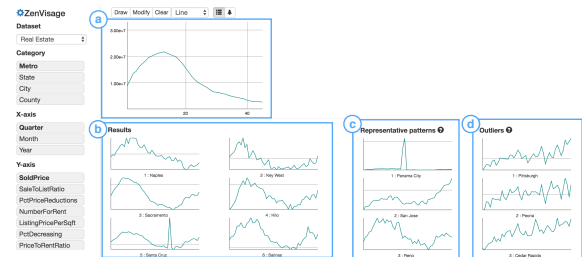 ZenVisage
Dataset
Real Estate
Category
Metro
State
City
County
X-axis
Quarter
Month
Year
Y-axis
SoldPrice
SaleToListRatio
PctPriceReductions
NumberForRent
ListingPricePerSqft
PctDecreasing
PriceToRentRatio
Draw Modify Clear Line
a
3.00e+7
2.00e+7
1.00e+7
20 40
b
Results
1 : Naples
2 : Key West
3 : Sacramento
4 : Hilo
5 : Santa Cruz
6 : Salinas
c
Representative patterns ?
1 : Panama City
2 : San Jose
3 : Reno
d
Outliers ?
1 : Pittsburgh
2 : Peoria
3 : Cedar Rapids